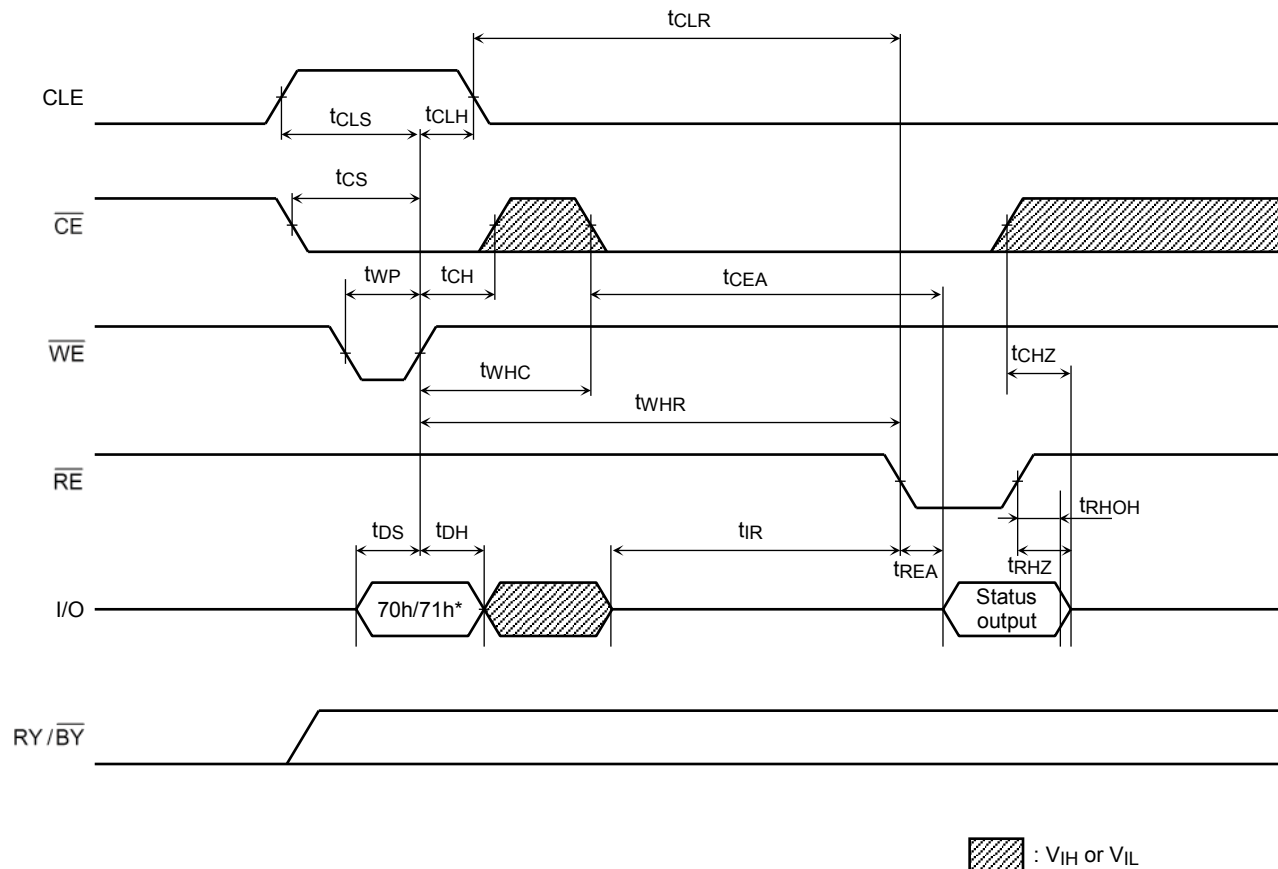 tCLR
CLE
tCLS
tCLH
tCS
CE
tWP
tCH
tCEA
WE
tCHZ
tWHC
tWHR
RE
tRHOH
tDS
tDH
tIR
tREA
tRHZ
I/O
70h/71h*
Status
output
RY / BY
: VIH or VIL